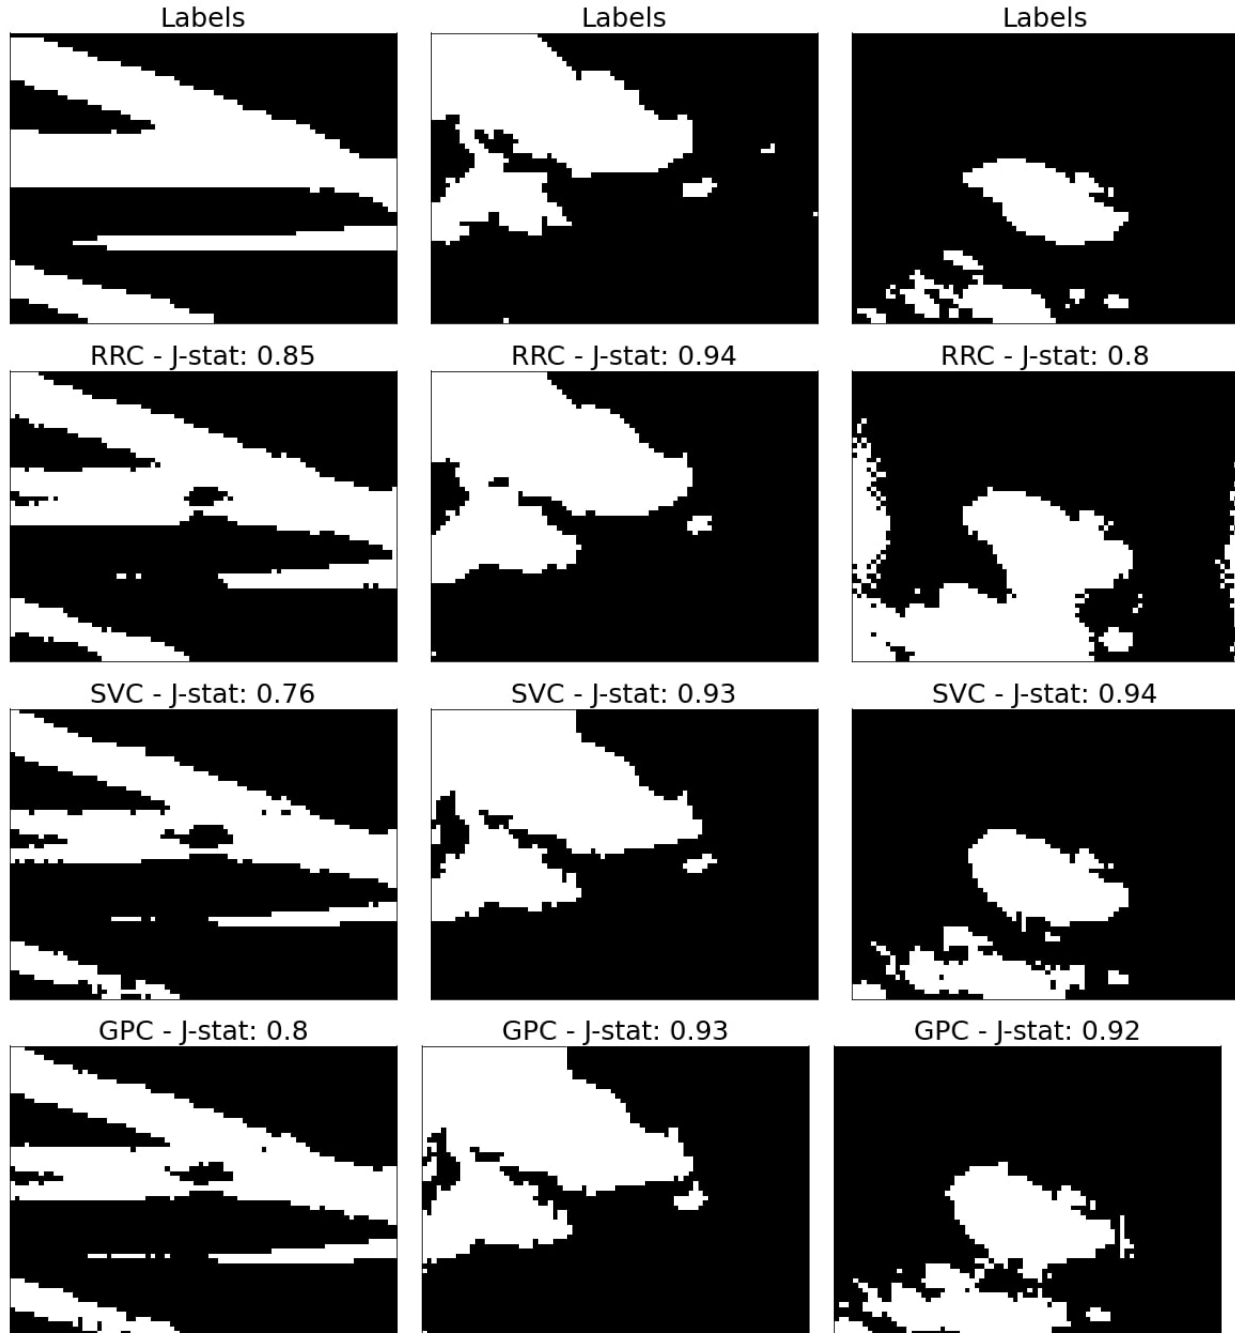 Labels
Labels
Labels
RRC - J-stat: 0.85
RRC - J-stat: 0.94
RRC - J-stat: 0.8
SVC - J-stat: 0.76
SVC - J-stat: 0.93
SVC - J-stat: 0.94
GPC - J-stat: 0.8
GPC - J-stat: 0.93
GPC - J-stat: 0.92